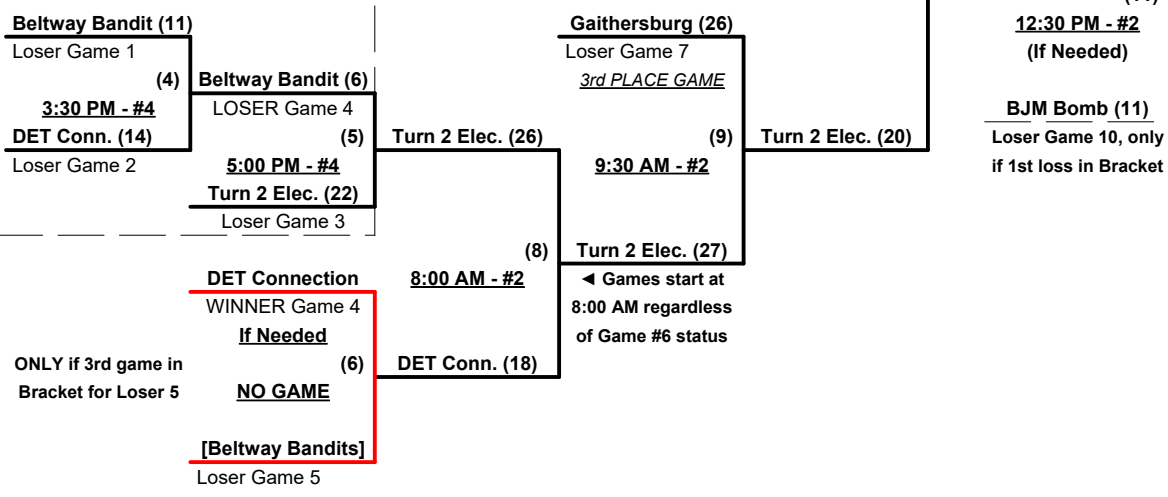 Beltway Bandit (11)
Loser Game 1
(4)
3:30 PM - #4
DET Conn. (14)
Loser Game 2
Beltway Bandit (6)
LOSER Game 4
(5)
5:00 PM - #4
Turn 2 Elec. (22)
Loser Game 3
Turn 2 Elec. (26)
(8)
8:00 AM - #2
DET Connection
WINNER Game 4
If Needed
(6)
NO GAME
[Beltway Bandits]
Loser Game 5
ONLY if 3rd game in
Bracket for Loser 5
DET Conn. (18)
Gaithersburg (26)
Loser Game 7
3rd PLACE GAME
(9)
9:30 AM - #2
Turn 2 Elec. (27)
◄ Games start at
8:00 AM regardless
of Game #6 status
Turn 2 Elec. (20)
12:30 PM - #2
(If Needed)
BJM Bomb (11)
Loser Game 10, only
if 1st loss in Bracket